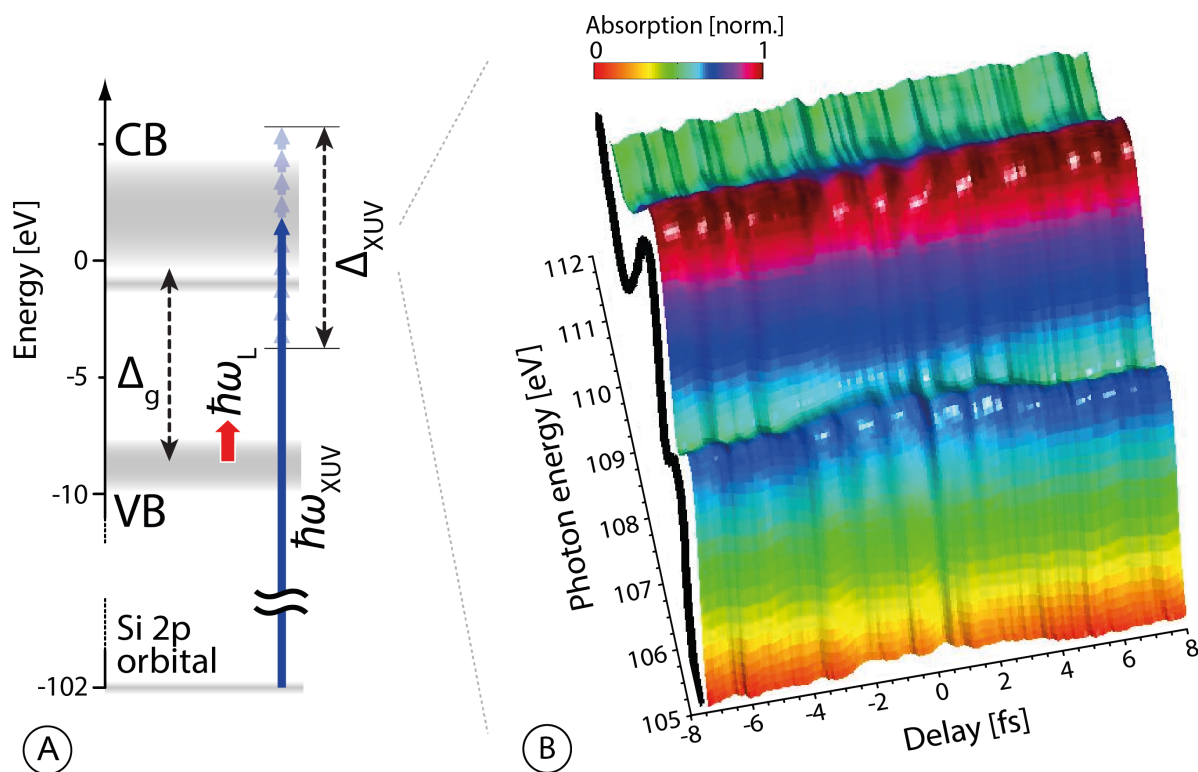 Absorption [norm.]
0
1
CB
VB
Energy [eV]
0
-5
-10
-102
Δg
ħωL
ΔXUV
ħωXUV
Si 2p
orbital
A
Photon energy [eV]
112
111
110
109
108
107
106
105
-8
-6
-4
-2
0
2
4
6
8
Delay [fs]
B